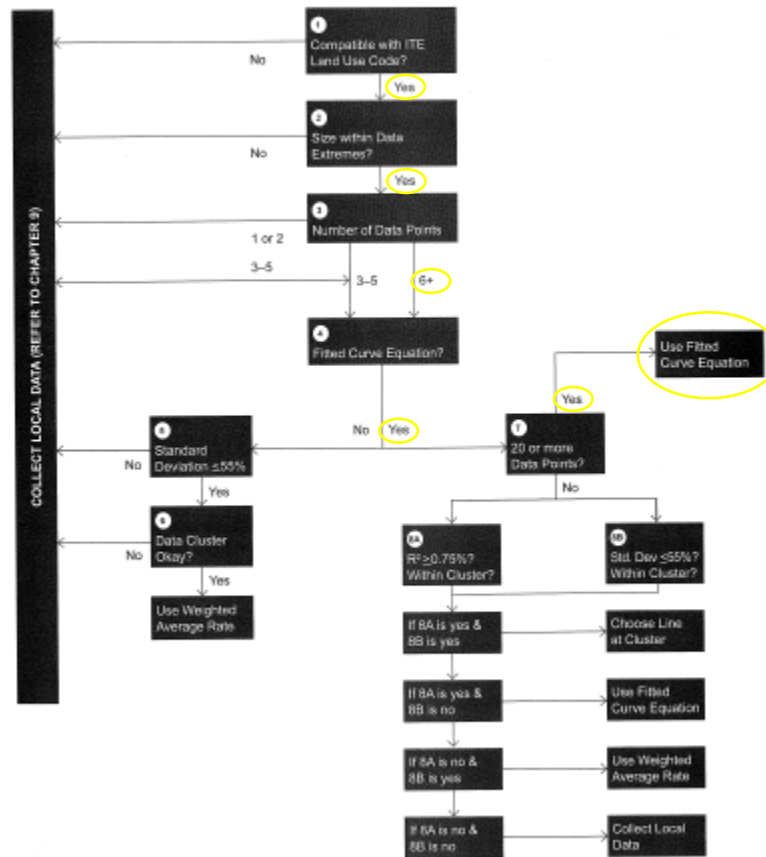 COLLECT LOCAL DATA (REFER TO CHAPTER 9)
1
Compatible with ITE
Land Use Code?
No
Yes
2
Size within Data
Extremes?
No
Yes
3
Number of Data Points
1 or 2
3–5
3–5
6+
4
Fitted Curve Equation?
Use Fitted
Curve Equation
Yes
No
Yes
5
Standard
Deviation ≤55%
No
Yes
7
20 or more
Data Points?
No
6
Data Cluster
Okay?
No
Yes
Use Weighted
Average Rate
8A
R² ≥0.75%?
Within Cluster?
8B
Std. Dev ≤55%?
Within Cluster?
If 8A is yes &
8B is yes
Choose Line
at Cluster
If 8A is yes &
8B is no
Use Fitted
Curve Equation
If 8A is no &
8B is yes
Use Weighted
Average Rate
If 8A is no &
8B is no
Collect Local
Data